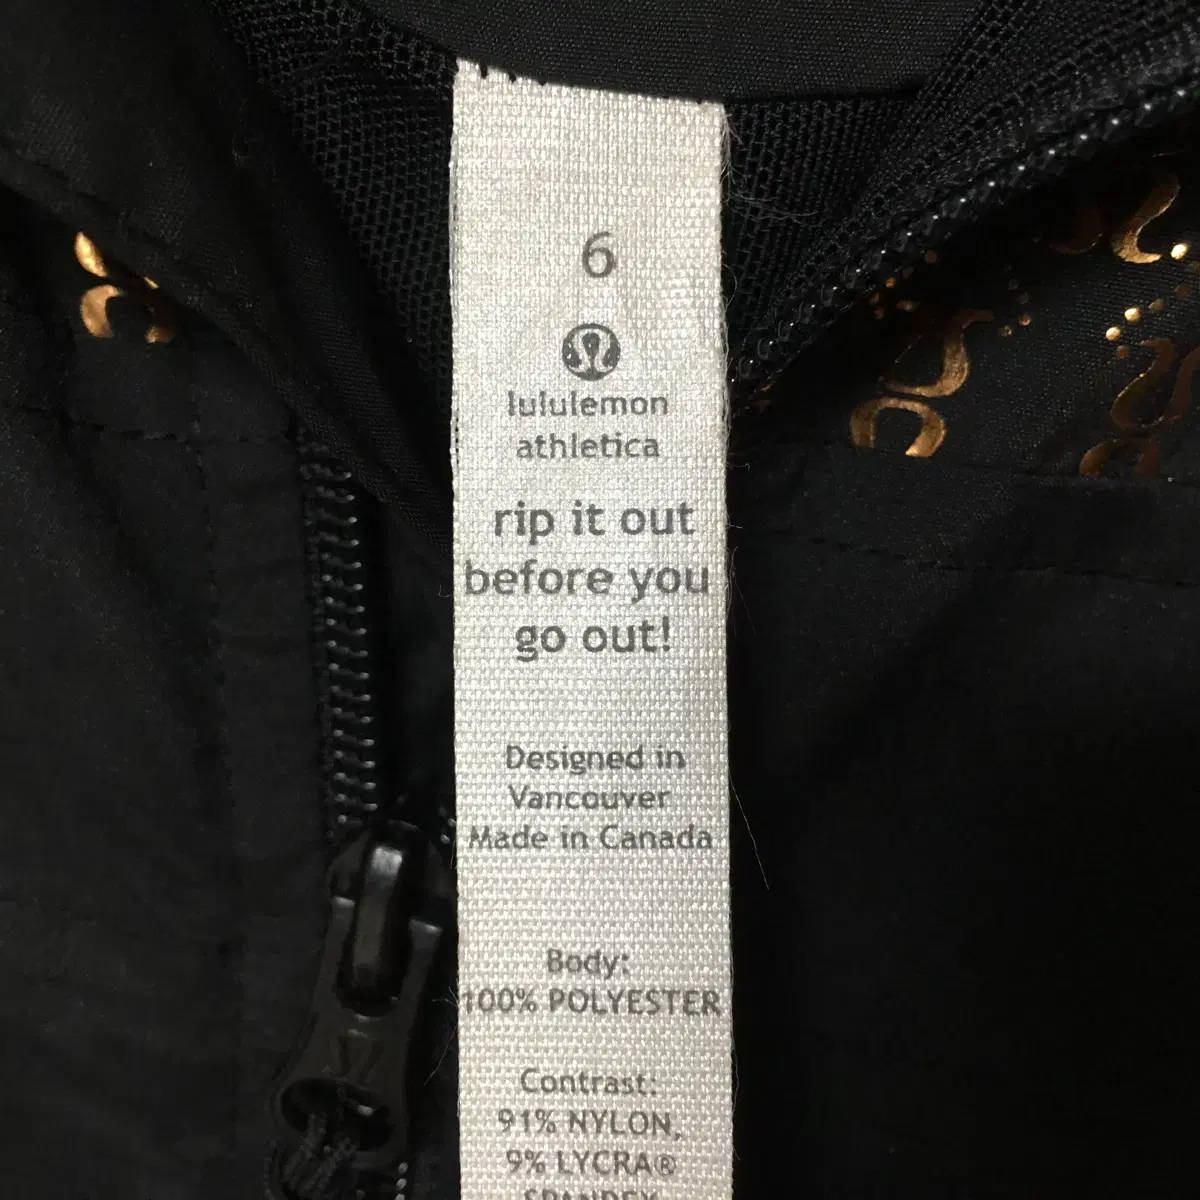 6
lululemon
athletica
rip it out
before you
go out!
Designed in
Vancouver
Made in Canada
Body:
100% POLYESTER
Contrast:
91% NYLON,
9% LYCRA®
SPANDEX